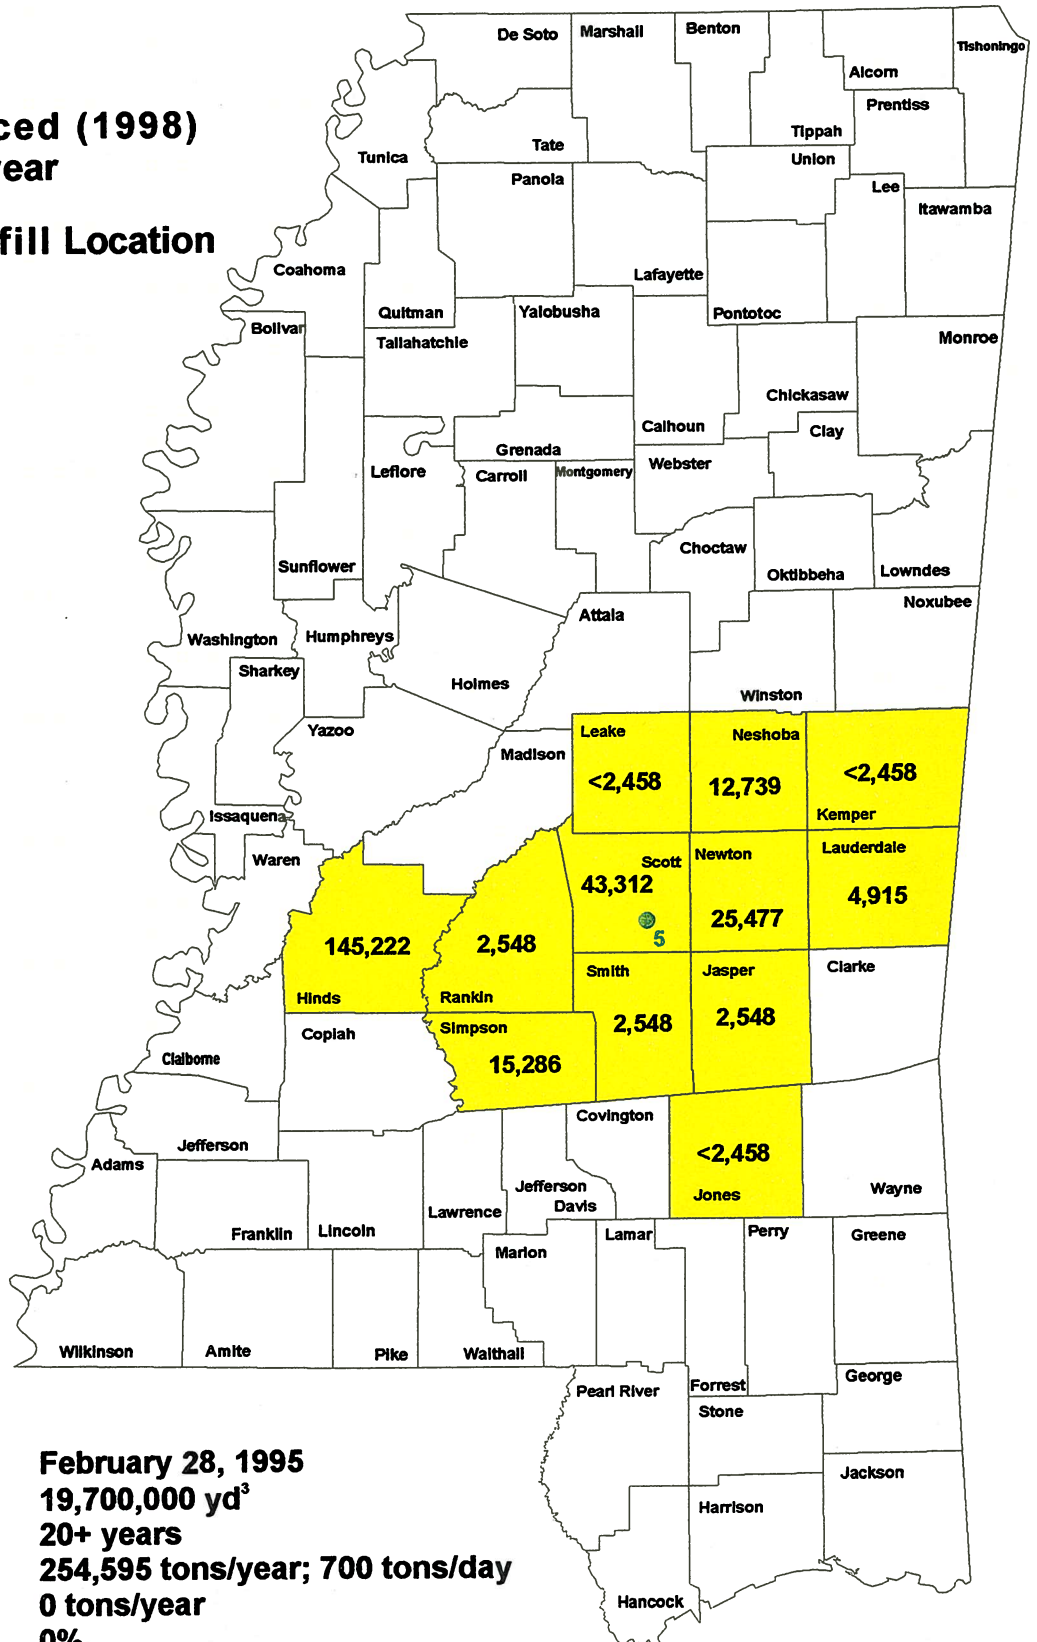 ced (1998)
ear
fill Location
De Soto
Marshall
Benton
Tishomingo
Alcorn
Prentiss
Tippah
Tate
Tunica
Union
Panola
Lee
Itawamba
Coahoma
Lafayette
Quitman
Yalobusha
Pontotoc
Bolivar
Tallahatchie
Monroe
Chickasaw
Calhoun
Clay
Grenada
Leflore
Carroll
Montgomery
Webster
Choctaw
Sunflower
Oktibbeha
Lowndes
Noxubee
Attala
Washington
Humphreys
Sharkey
Holmes
Winston
Yazoo
Madison
Leake
<2,458
Neshoba
12,739
<2,458
Kemper
Issaquena
Waren
Scott
43,312
5
Newton
25,477
Lauderdale
4,915
145,222
Hinds
2,548
Rankin
Smith
2,548
Jasper
2,548
Clarke
Copiah
Simpson
15,286
Claiborne
Covington
Jefferson
Adams
<2,458
Jones
Wayne
Jefferson
Davis
Lawrence
Franklin
Lincoln
Marion
Lamar
Perry
Greene
Wilkinson
Amite
Pike
Walthall
Pearl River
Forrest
George
Stone
Jackson
Harrison
Hancock
February 28, 1995
19,700,000 yd³
20+ years
254,595 tons/year; 700 tons/day
0 tons/year
0%